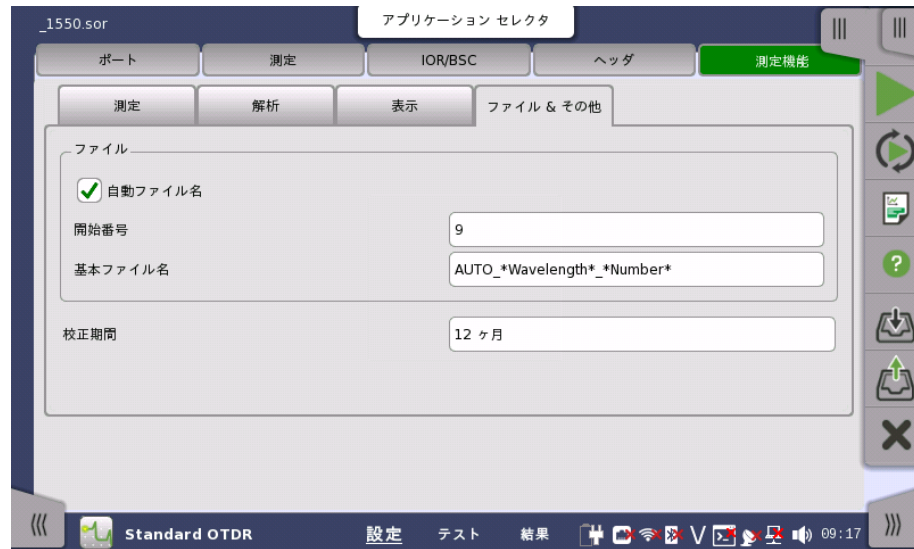 _1550.sor
アプリケーション セレクタ
ポート
測定
IOR/BSC
ヘッダ
測定機能
測定
解析
表示
ファイル & その他
ファイル
自動ファイル名
開始番号
9
基本ファイル名
AUTO_*Wavelength*_*Number*
校正期間
12 ヶ月
Standard OTDR
設定
テスト
結果
09:17